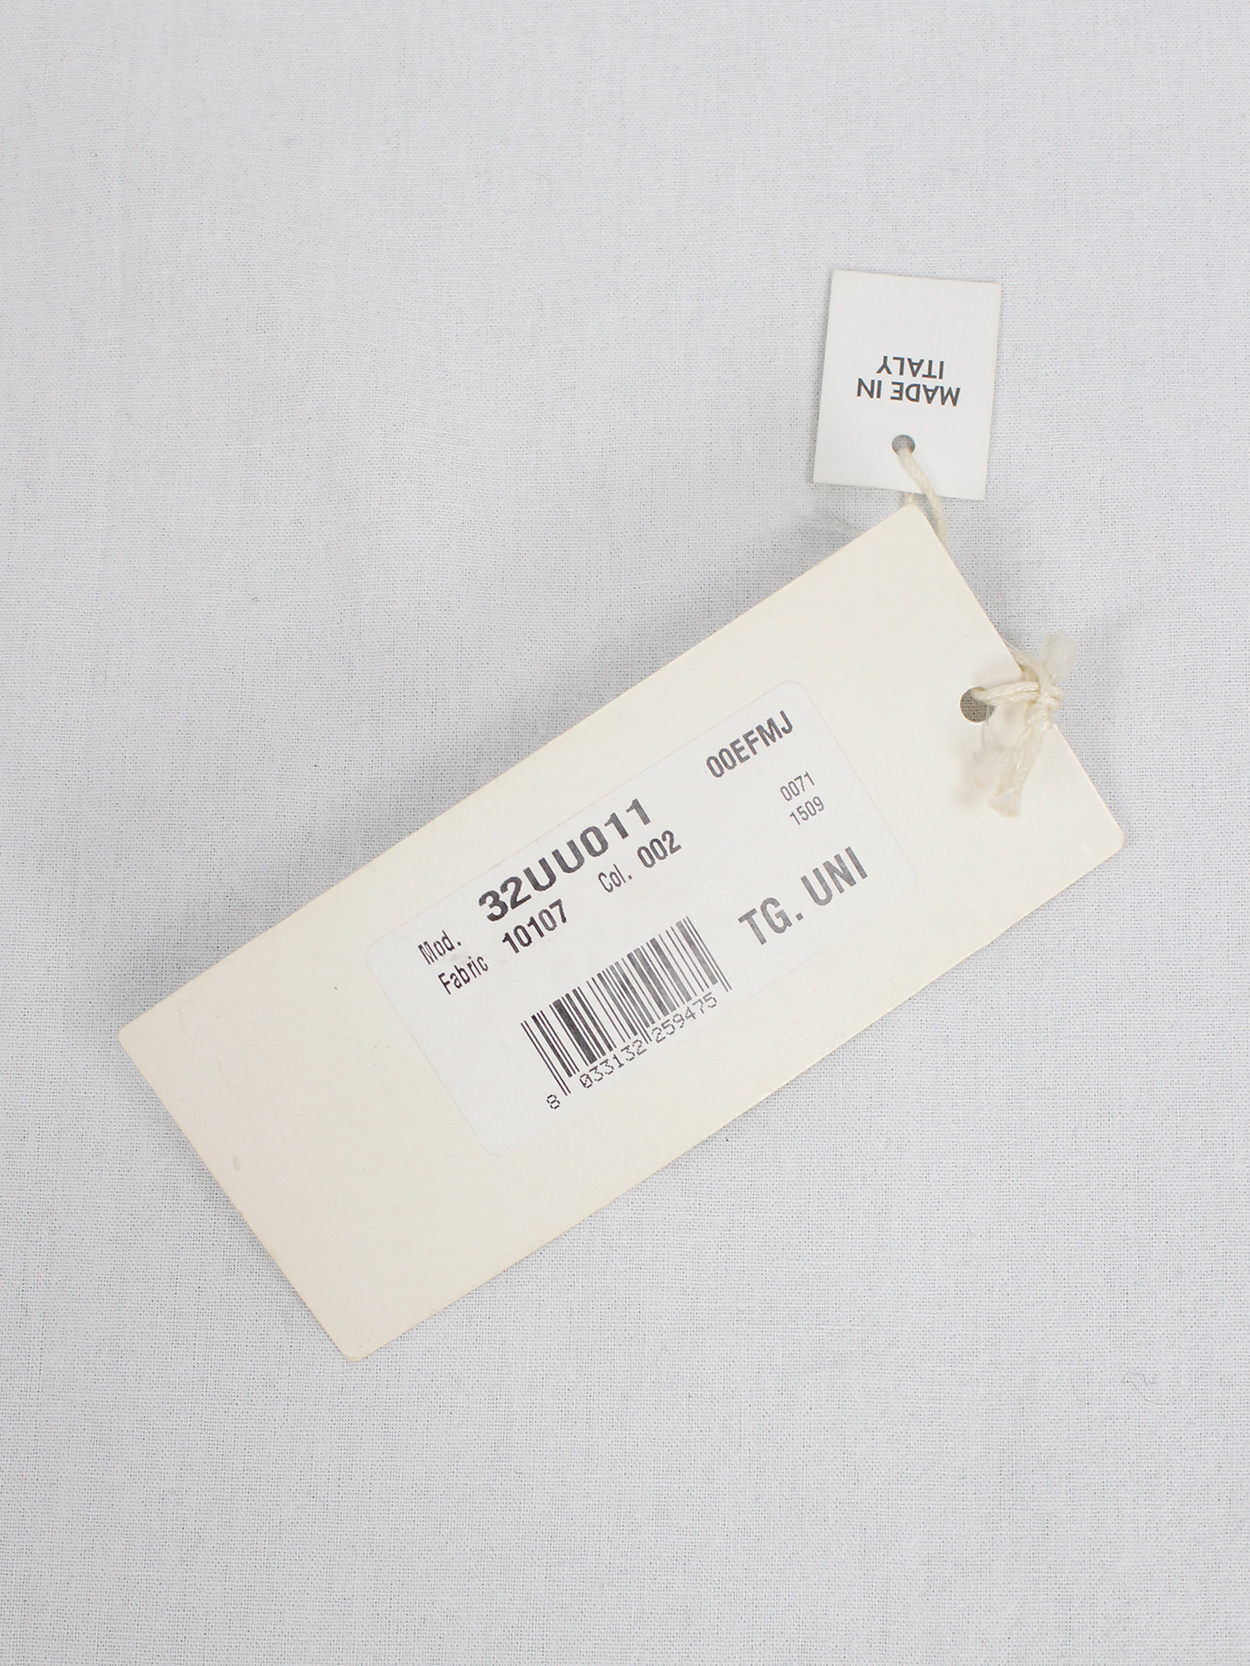 MADE IN
ITALY
00EFMJ
Mod. 32UU011
0071
Fabric 10107 Col. 002
1509
TG. UNI
8 033132 259475